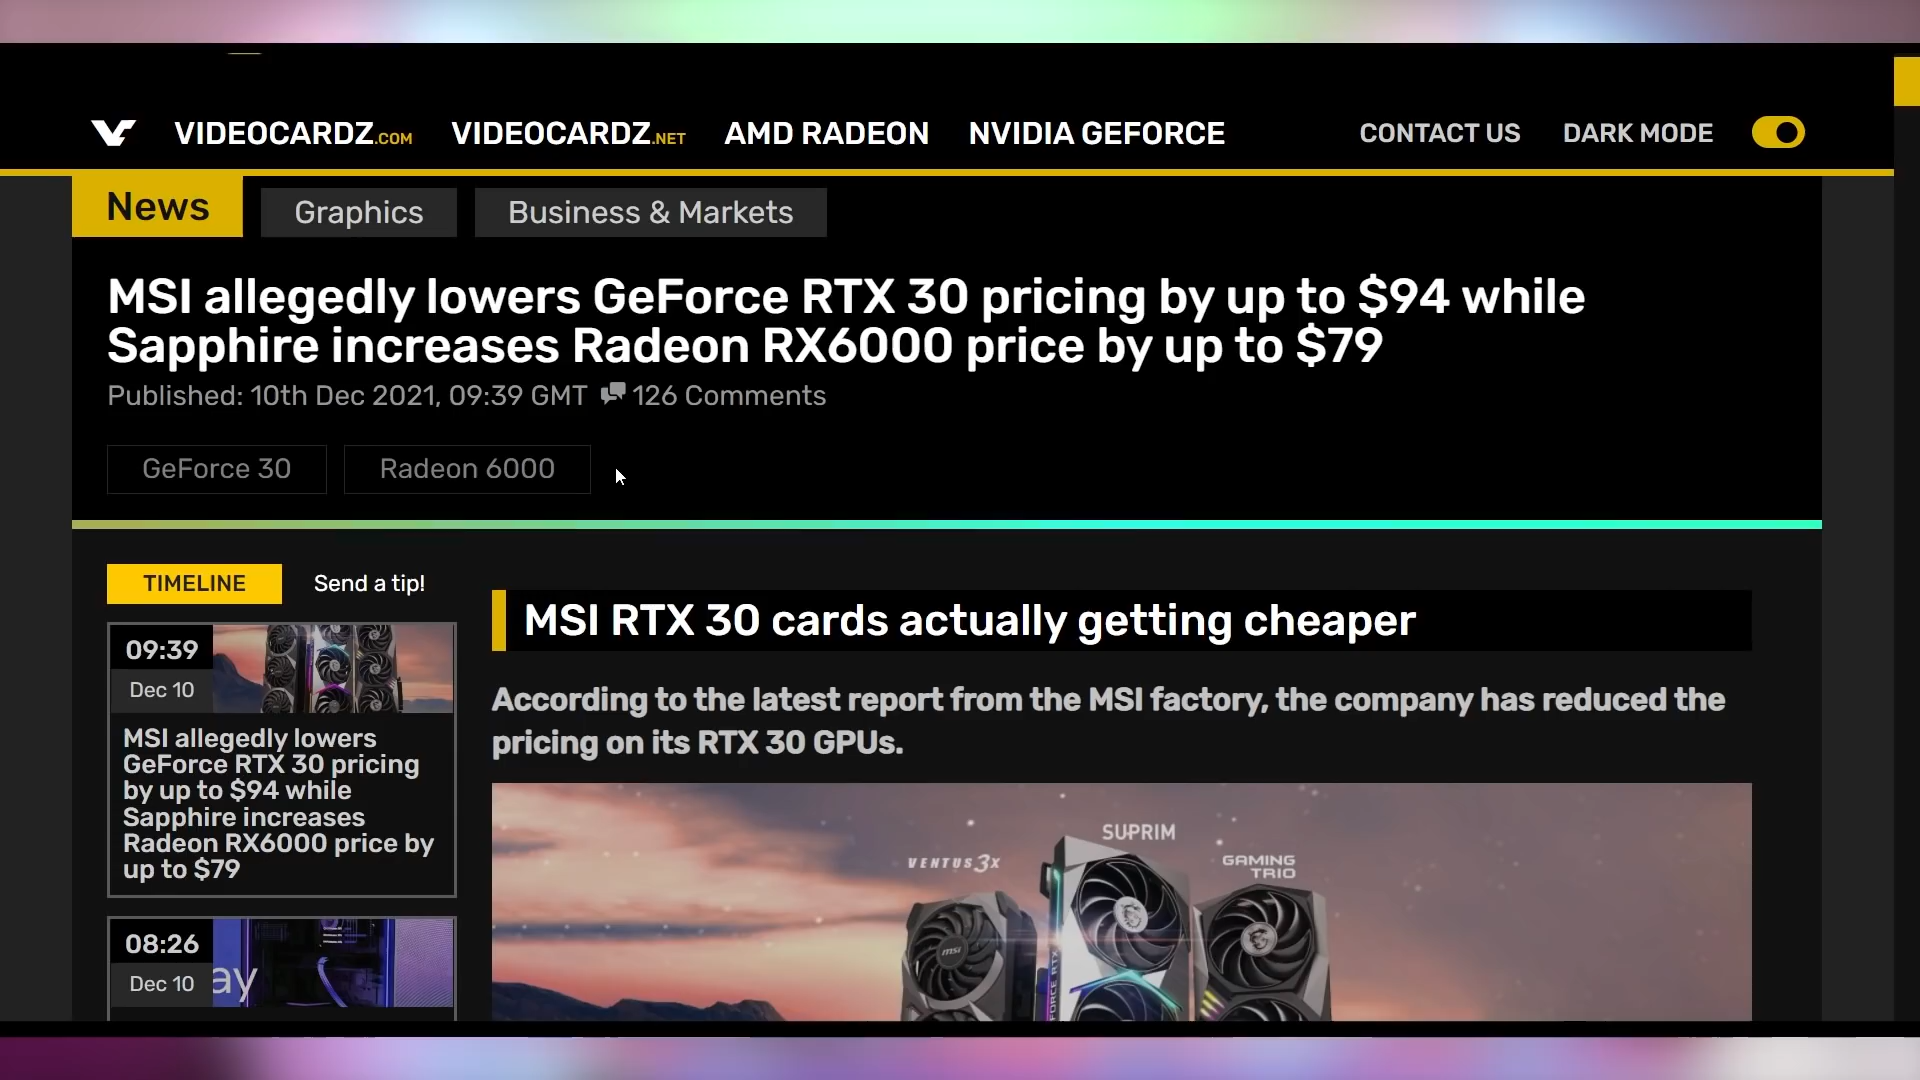 VIDEOCARDZ.COM VIDEOCARDZ.NET AMD RADEON NVIDIA GEFORCE CONTACT US DARK MODE
News Graphics Business & Markets
MSI allegedly lowers GeForce RTX 30 pricing by up to $94 while
Sapphire increases Radeon RX6000 price by up to $79
Published: 10th Dec 2021, 09:39 GMT 126 Comments
GeForce 30 Radeon 6000
TIMELINE Send a tip!
09:39
Dec 10
MSI allegedly lowers
GeForce RTX 30 pricing
by up to $94 while
Sapphire increases
Radeon RX6000 price by
up to $79
08:26
Dec 10
ay
MSI RTX 30 cards actually getting cheaper
According to the latest report from the MSI factory, the company has reduced the
pricing on its RTX 30 GPUs.
SUPRIM
VENTUS 3X
GAMING
TRIO
msi
FORCE RTX